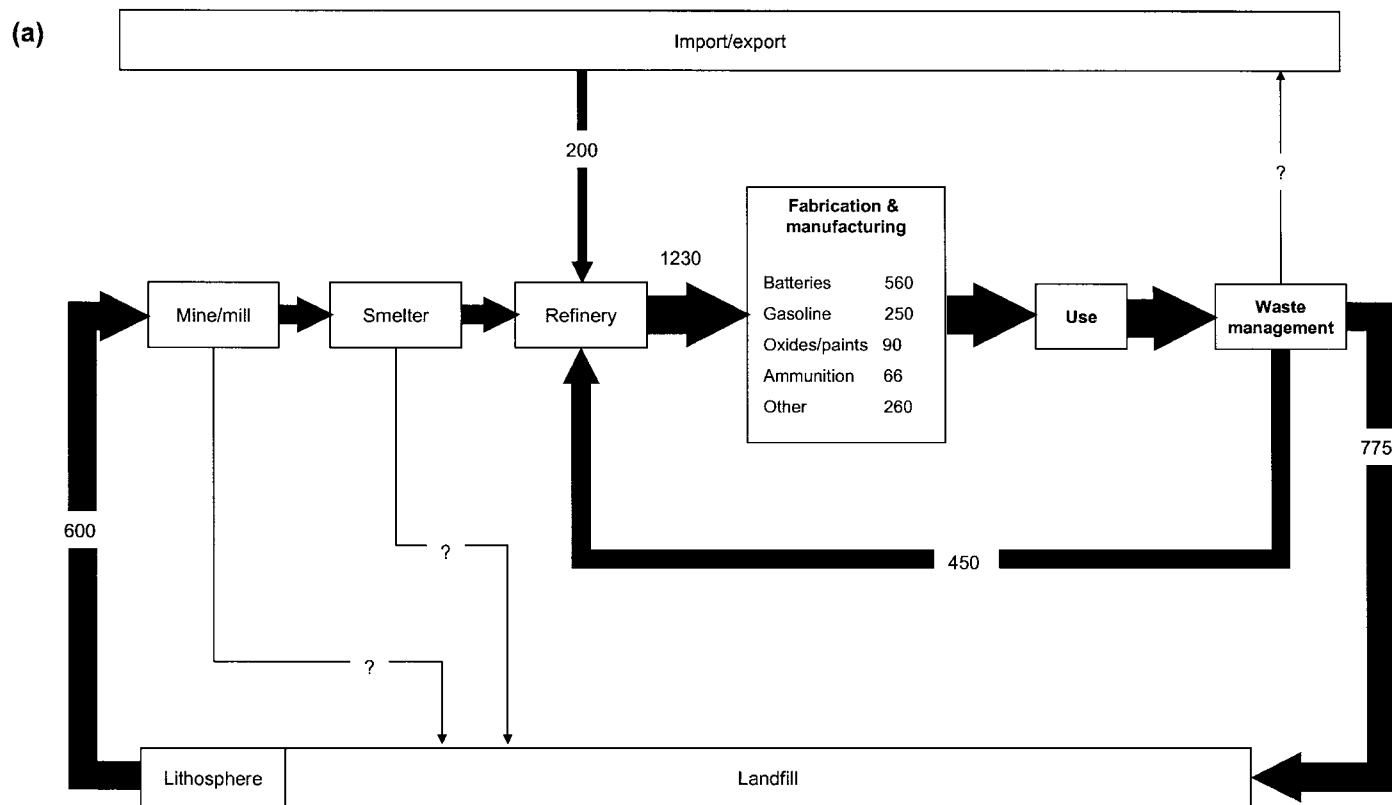 (a)
Import/export
200
?
1230
Fabrication &
manufacturing
Batteries 560
Gasoline 250
Oxides/paints 90
Ammunition 66
Other 260
Mine/mill
Smelter
Refinery
Use
Waste
management
775
600
?
450
?
Lithosphere
Landfill